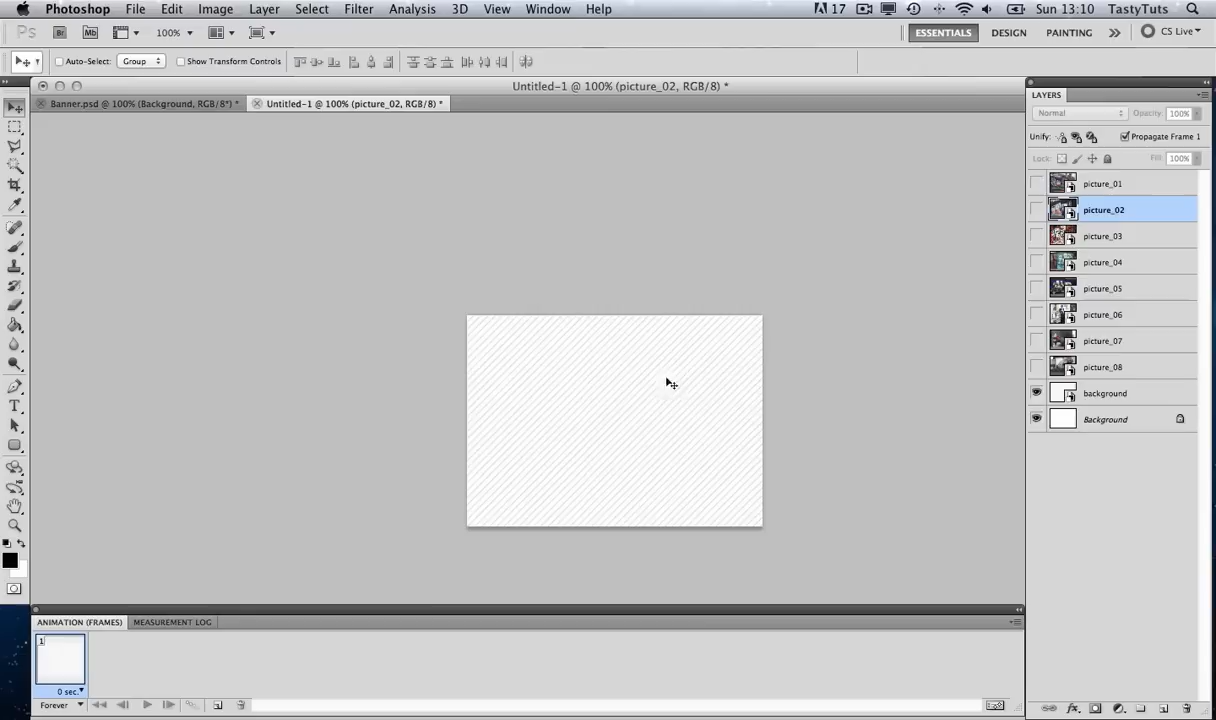 Photoshop File Edit Image Layer Select Filter Analysis 3D View Window Help 17 Sun 13:10 TastyTuts
Ps Br Mb 100% ESSENTIALS DESIGN PAINTING CS Live
Auto-Select: Group Show Transform Controls
Untitled-1 @ 100% (picture_02, RGB/8) *
Banner.psd @ 100% (Background, RGB/8*) * Untitled-1 @ 100% (picture_02, RGB/8) *
LAYERS
Normal Opacity: 100%
Unify: Propagate Frame 1
Lock: Fill: 100%
picture_01
picture_02
picture_03
picture_04
picture_05
picture_06
picture_07
picture_08
background
Background
ANIMATION (FRAMES) MEASUREMENT LOG
1
0 sec.
Forever